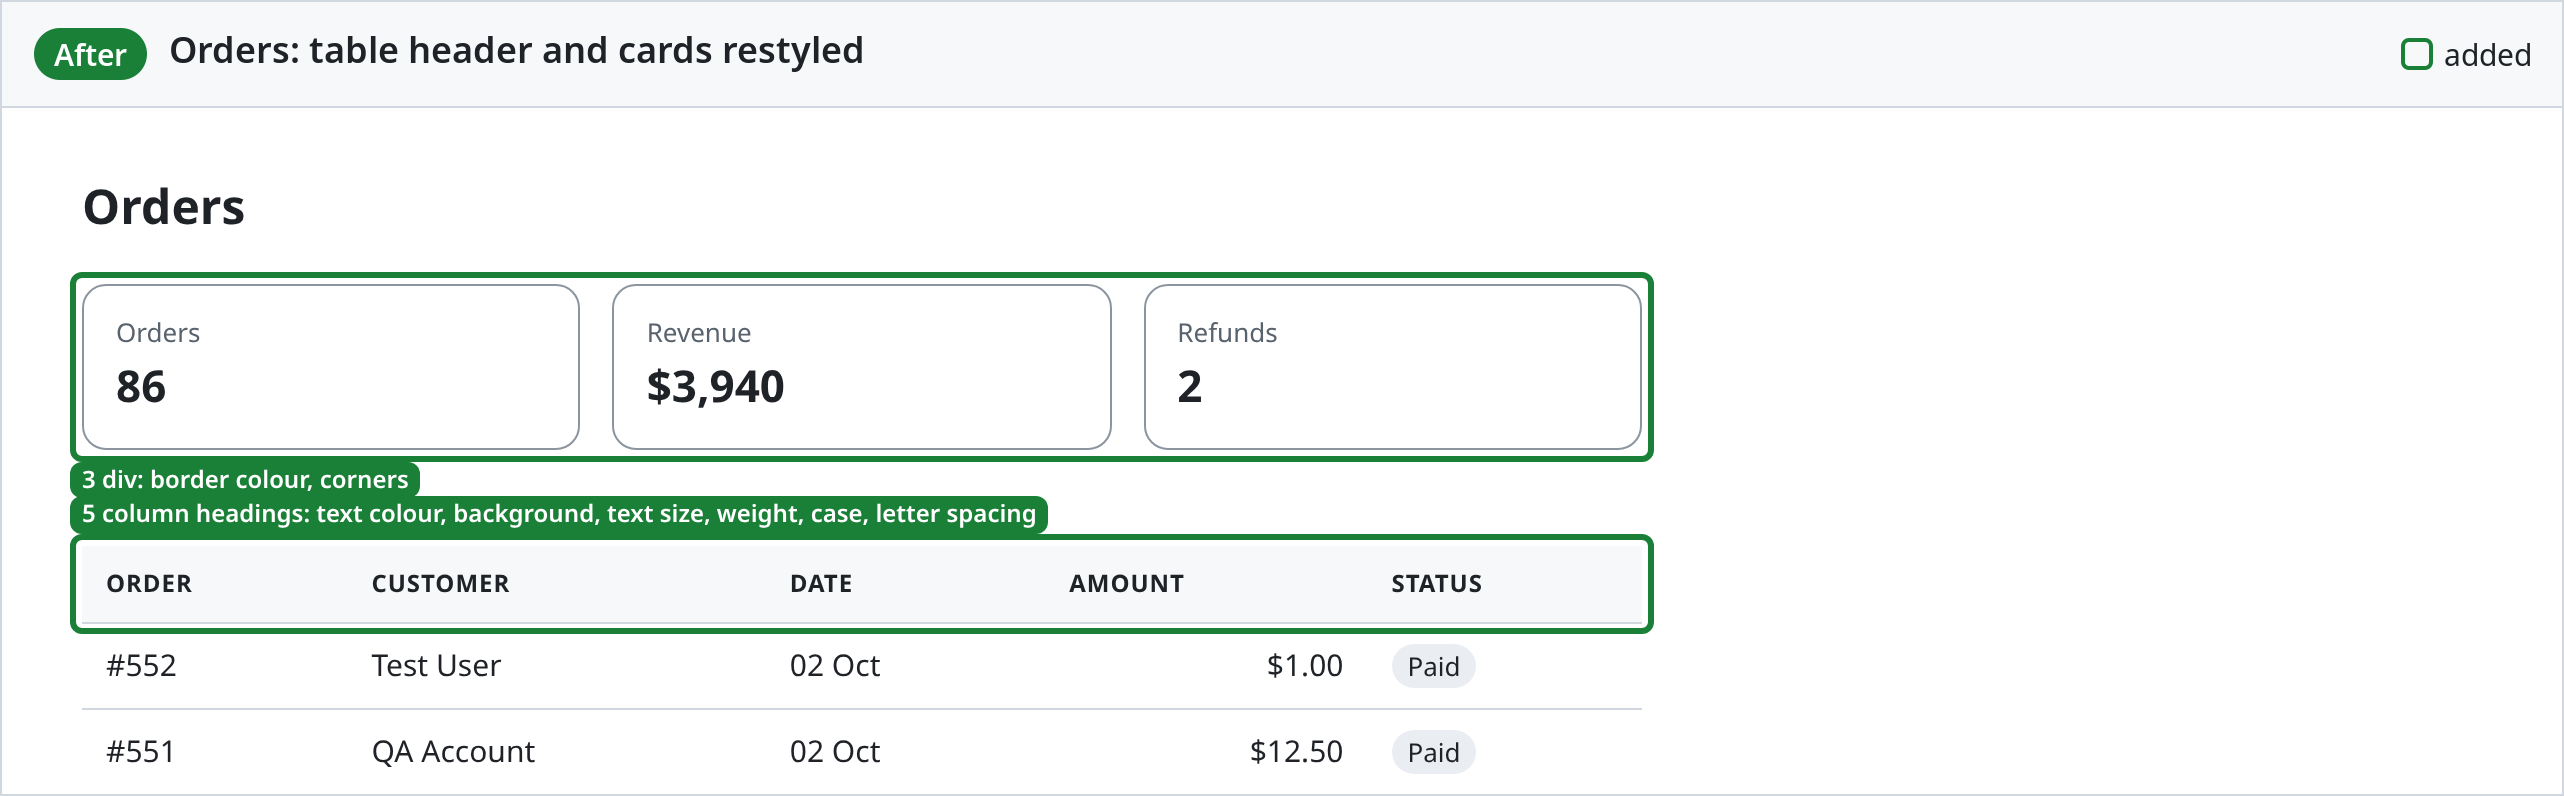 After Orders: table header and cards restyled added
Orders
Orders Revenue Refunds
86 $3,940 2
3 div: border colour, corners
5 column headings: text colour, background, text size, weight, case, letter spacing
ORDER CUSTOMER DATE AMOUNT STATUS
#552 Test User 02 Oct $1.00 Paid
#551 QA Account 02 Oct $12.50 Paid